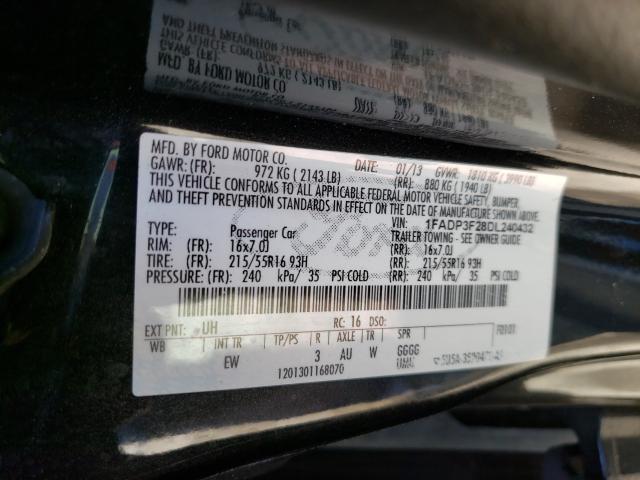 MFD. BY FORD MOTOR CO.
DATE: 01/13 GVWR: 1810 KG ( 3990 LB)
GAWR: (FR): 972 KG ( 2143 LB) (RR): 880 KG ( 1940 LB)
THIS VEHICLE CONFORMS TO ALL APPLICABLE FEDERAL MOTOR VEHICLE SAFETY, BUMPER,
AND THEFT PREVENTION STANDARDS IN EFFECT ON THE DATE OF MANUFACTURE SHOWN ABOVE.
VIN: 1FADP3F28DL240432
TYPE: Passenger Car TRAILER TOWING - SEE OWNER GUIDE
RIM: (FR): 16x7.0J (RR): 16x7.0J
TIRE: (FR): 215/55R16 93H (RR): 215/55R16 93H
PRESSURE: (FR): 240 kPa/ 35 PSI COLD (RR): 240 kPa/ 35 PSI COLD
EXT PNT: UH RC: 16 DSO:
WB INT TR TP/PS R AXLE TR SPR
EW 3 AU W GGGG
1201301168070